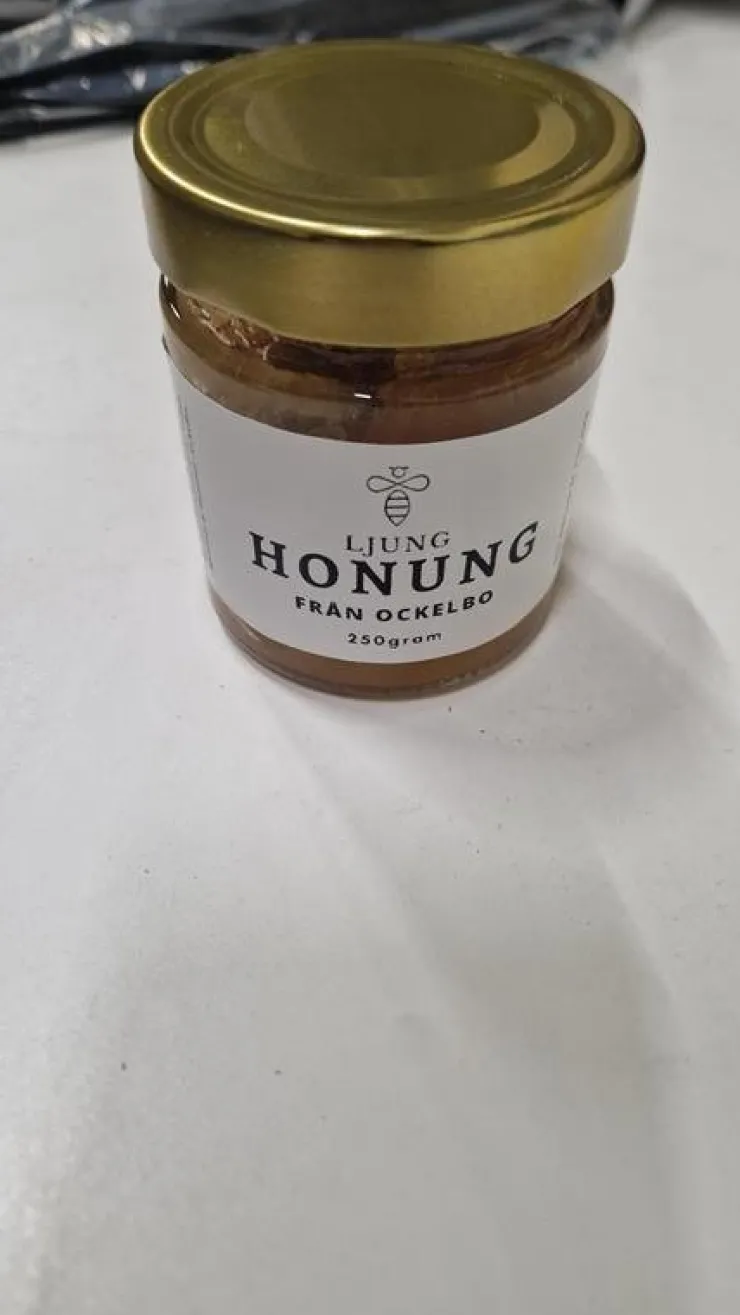 LJUNG
HONUNG
FRÅN OCKELBO
250gram